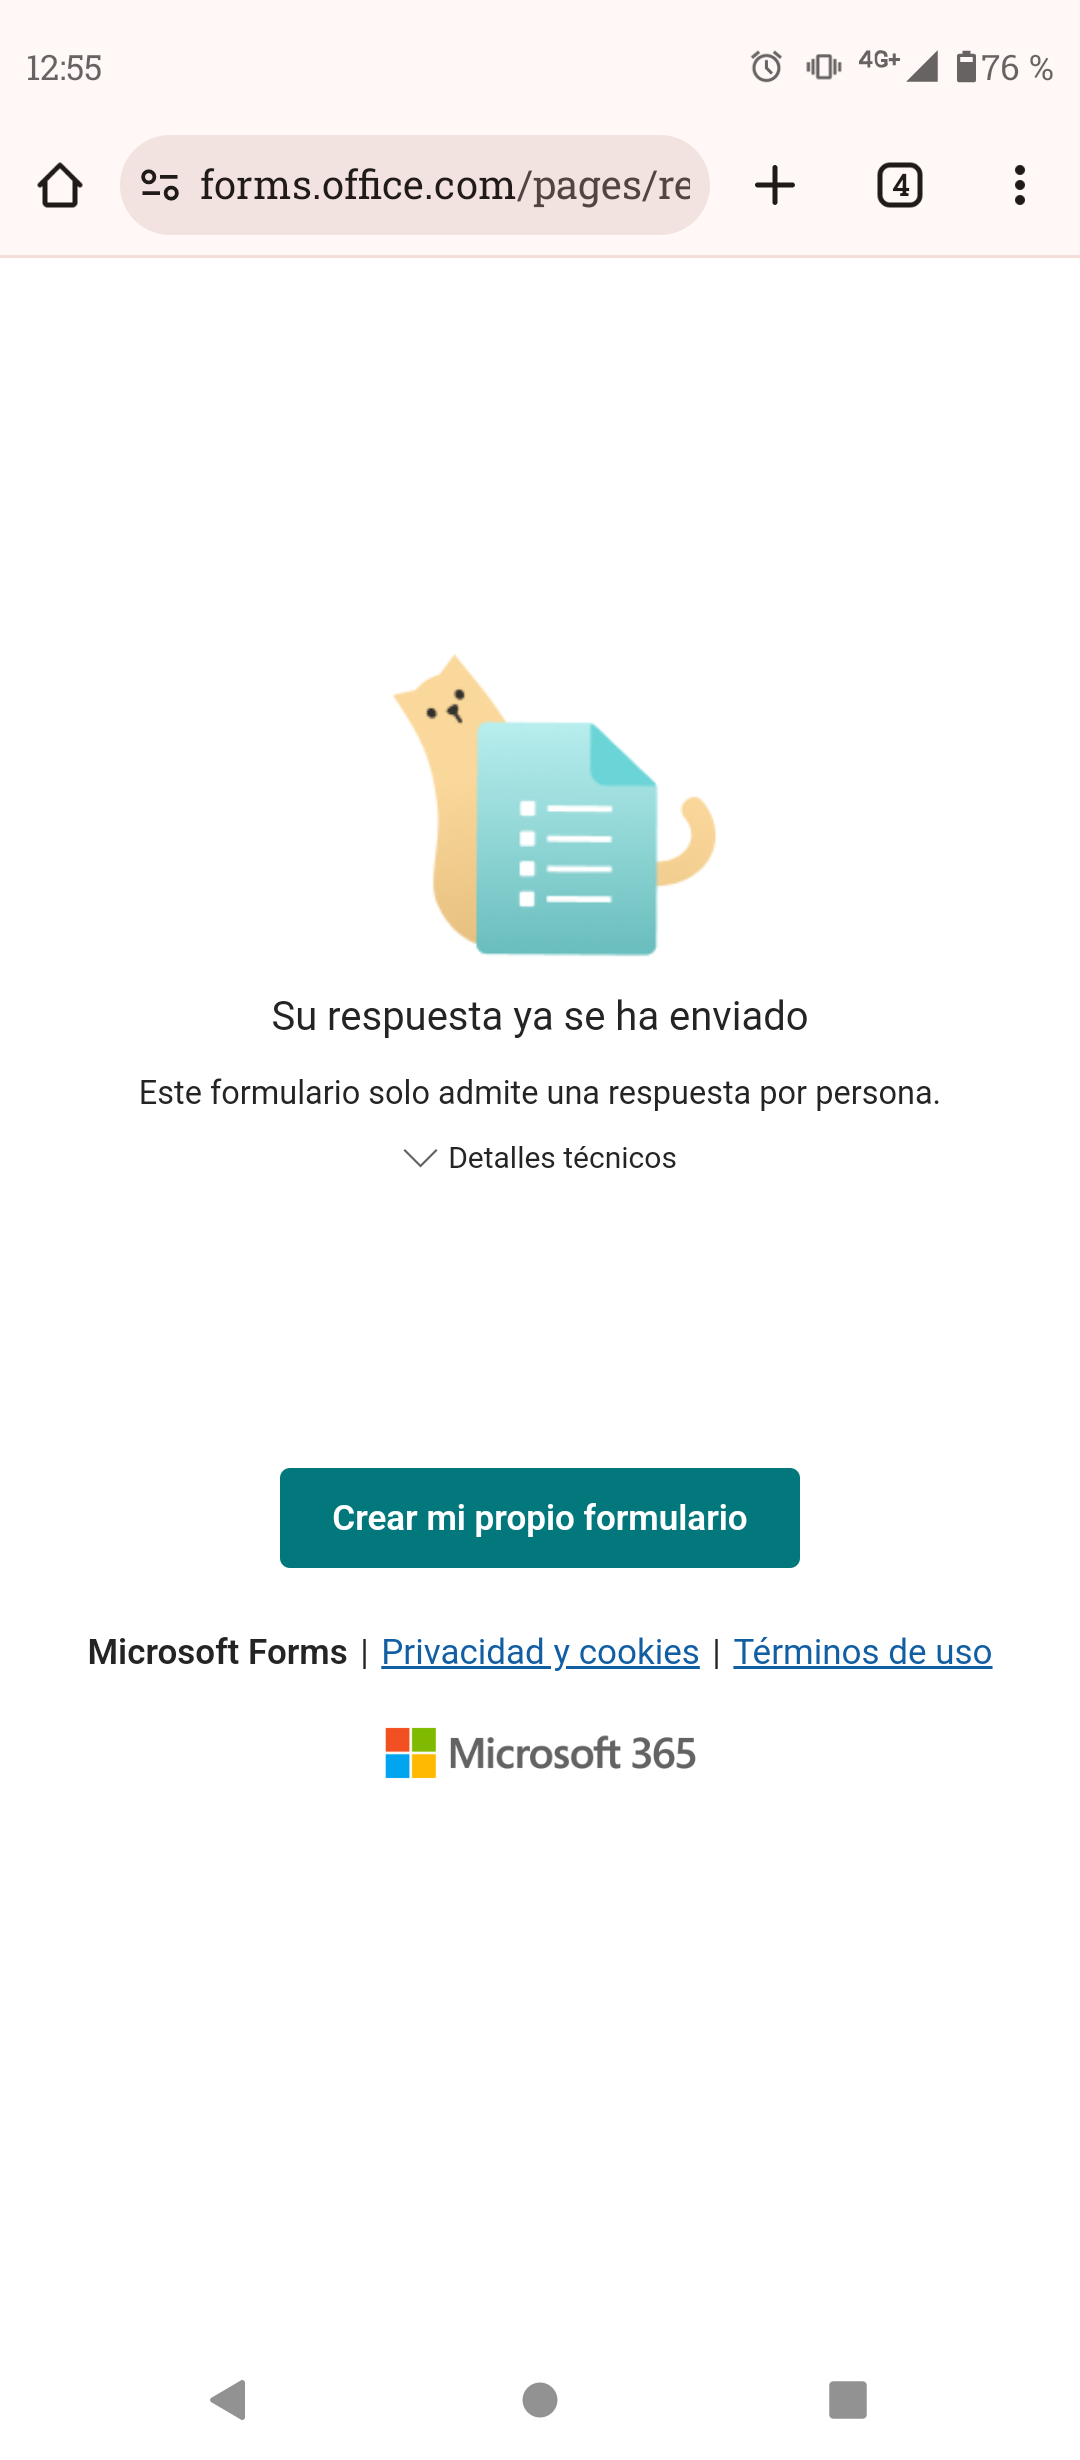 12:55
4G+
76 %
forms.office.com/pages/re
4
Su respuesta ya se ha enviado
Este formulario solo admite una respuesta por persona.
Detalles técnicos
Crear mi propio formulario
Microsoft Forms | Privacidad y cookies | Términos de uso
Microsoft 365